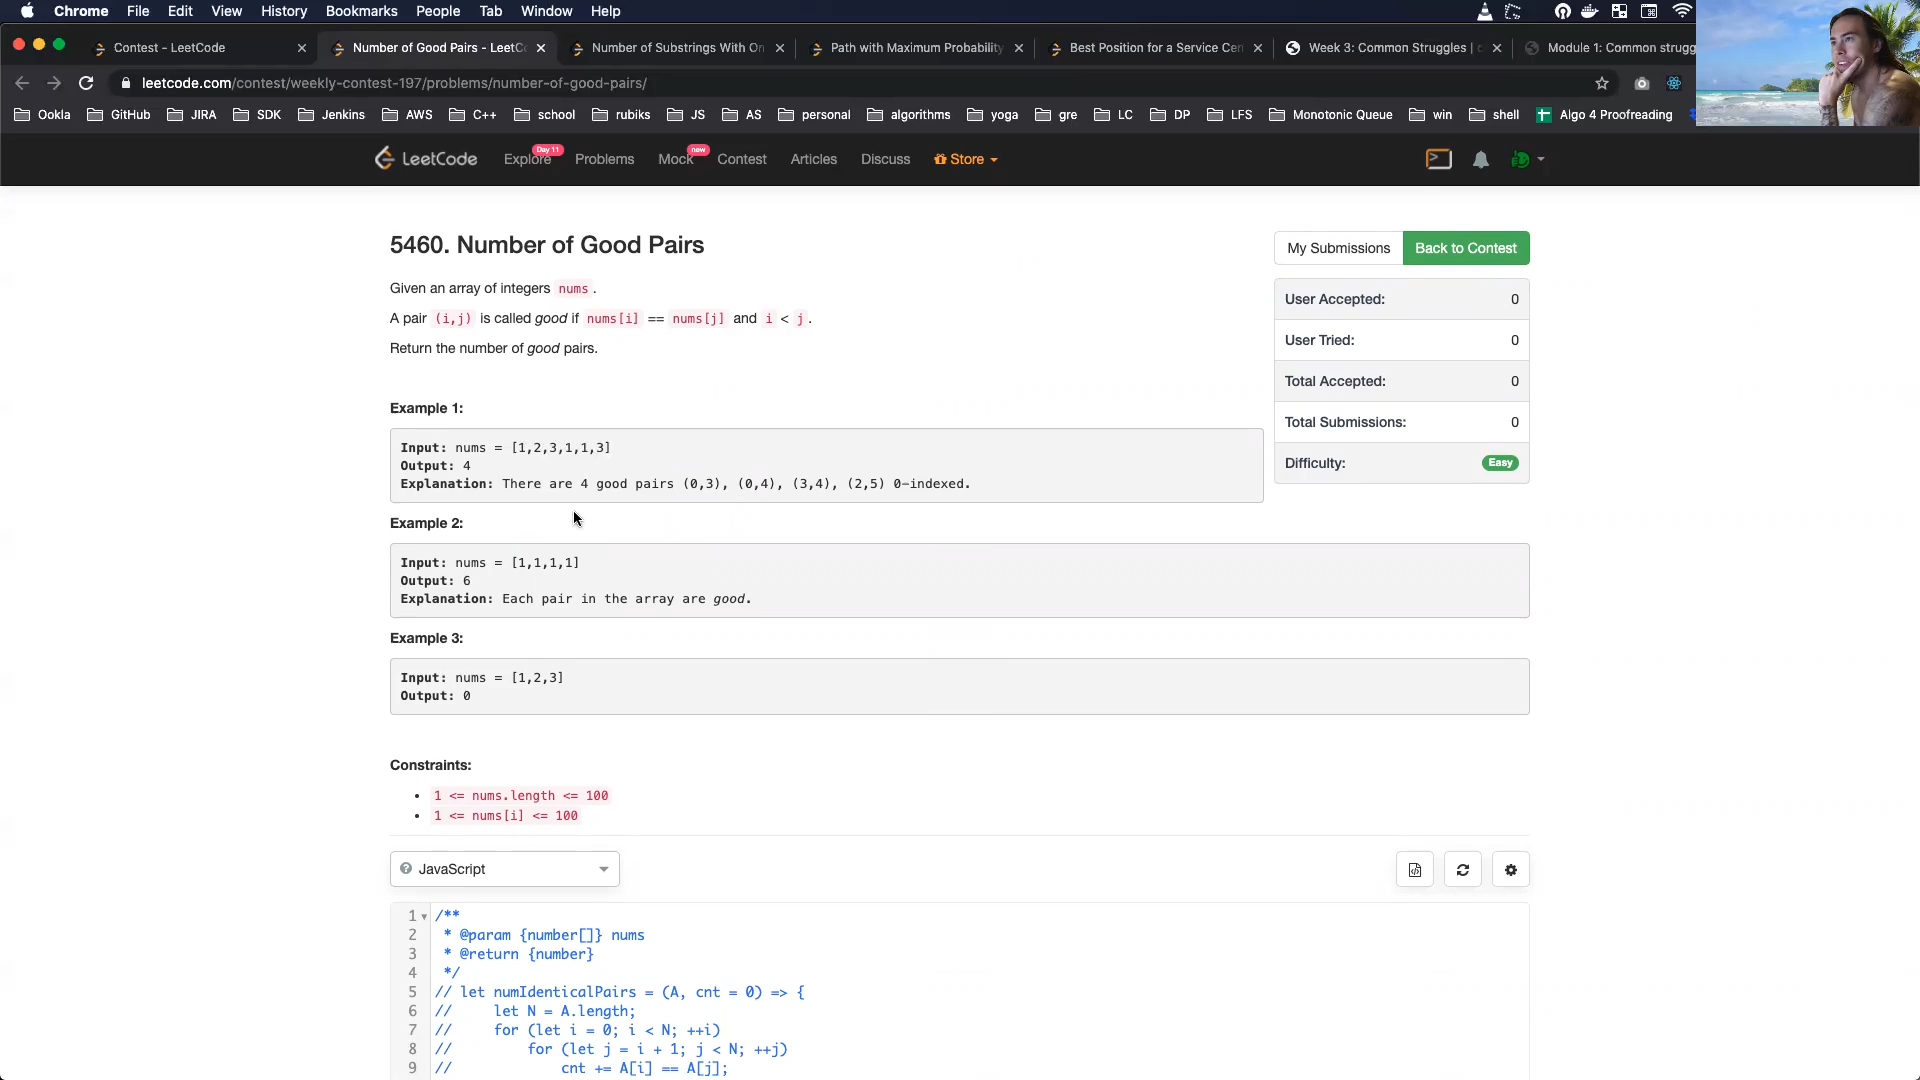 Chrome File Edit View History Bookmarks People Tab Window Help
Contest - LeetCode
Number of Good Pairs - LeetC
Number of Substrings With On
Path with Maximum Probability
Best Position for a Service Cen
Week 3: Common Struggles | c
Module 1: Common strugg
leetcode.com/contest/weekly-contest-197/problems/number-of-good-pairs/
Ookla GitHub JIRA SDK Jenkins AWS C++ school rubiks JS AS personal algorithms yoga gre LC DP LFS Monotonic Queue win shell Algo 4 Proofreading
LeetCode Explore Day 11 Problems Mock new Contest Articles Discuss Store
5460. Number of Good Pairs
My Submissions Back to Contest
Given an array of integers nums .
A pair (i,j) is called good if nums[i] == nums[j] and i < j.
Return the number of good pairs.
User Accepted: 0
User Tried: 0
Total Accepted: 0
Total Submissions: 0
Difficulty: Easy
Example 1:
Input: nums = [1,2,3,1,1,3]
Output: 4
Explanation: There are 4 good pairs (0,3), (0,4), (3,4), (2,5) 0-indexed.
Example 2:
Input: nums = [1,1,1,1]
Output: 6
Explanation: Each pair in the array are good.
Example 3:
Input: nums = [1,2,3]
Output: 0
Constraints:
• 1 <= nums.length <= 100
• 1 <= nums[i] <= 100
JavaScript
1 /**
2 * @param {number[]} nums
3 * @return {number}
4 */
5 // let numIdenticalPairs = (A, cnt = 0) => {
6 // let N = A.length;
7 // for (let i = 0; i < N; ++i)
8 // for (let j = i + 1; j < N; ++j)
9 // cnt += A[i] == A[j];